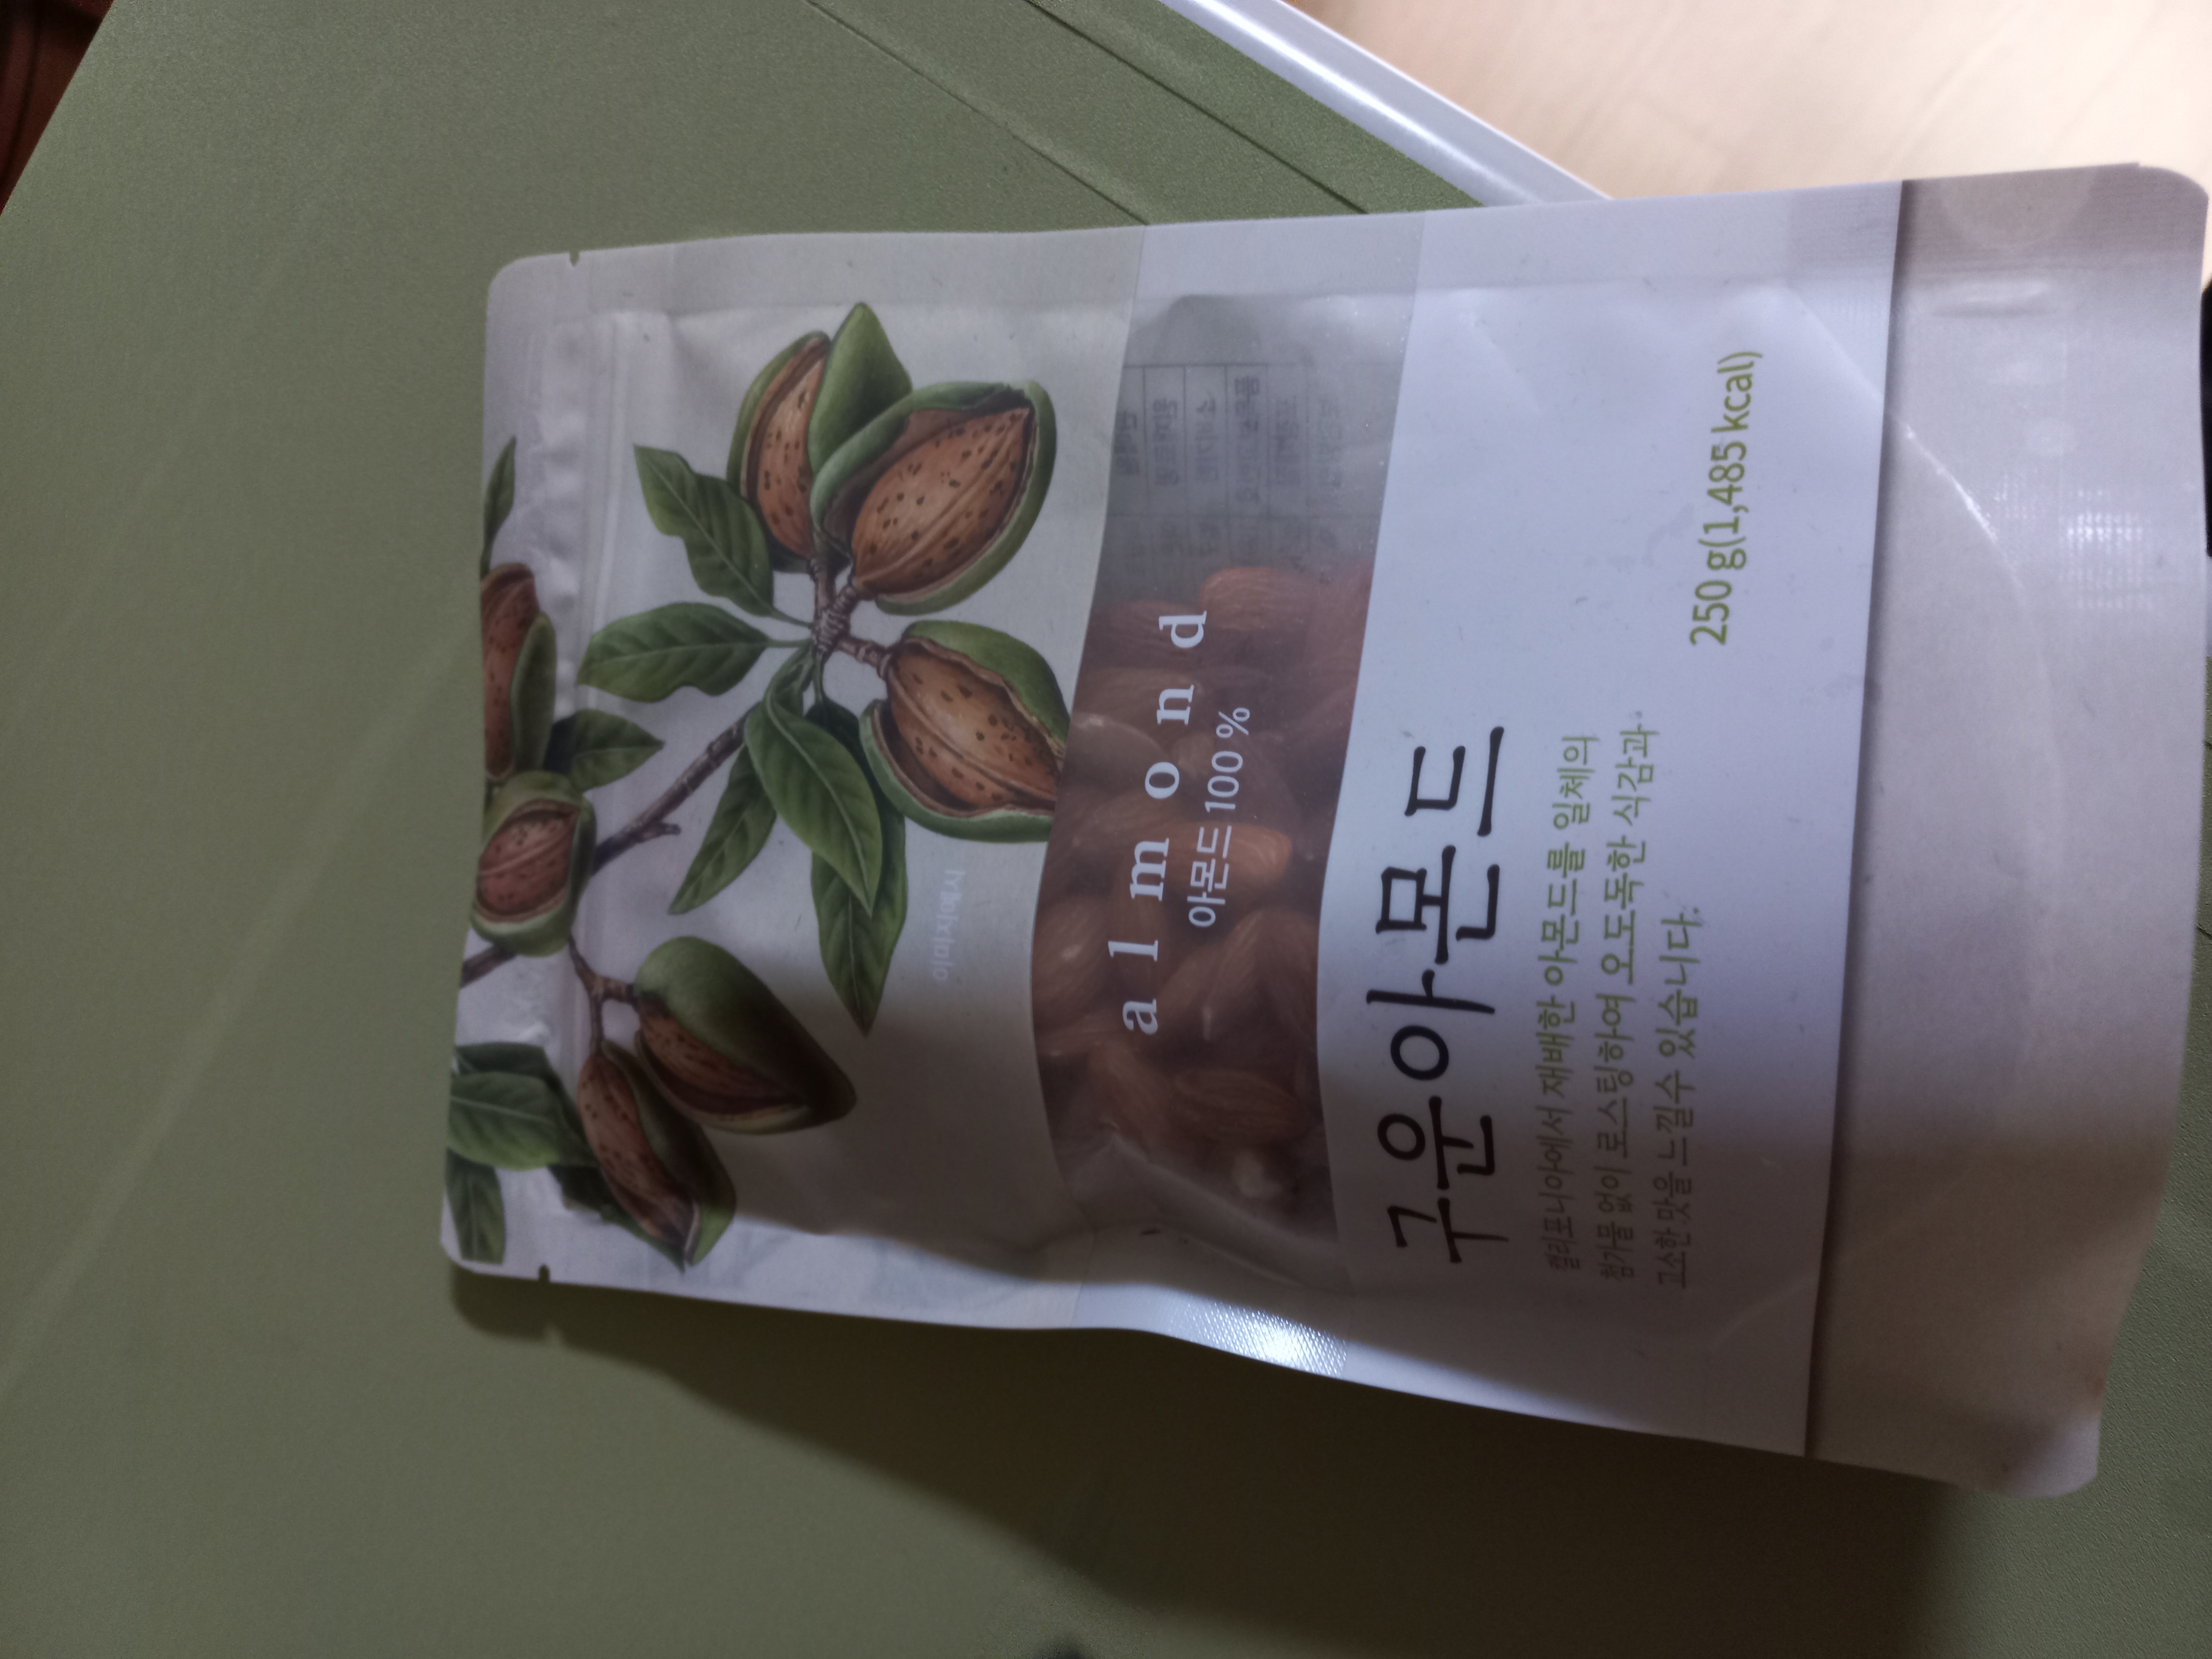 almond
아몬드 100 %
구운아몬드
캘리포니아에서 재배한 아몬드를 일체의
첨가물 없이 로스팅하여 오도독한 식감과
고소한 맛을 느낄수 있습니다.
250 g(1,485 kcal)